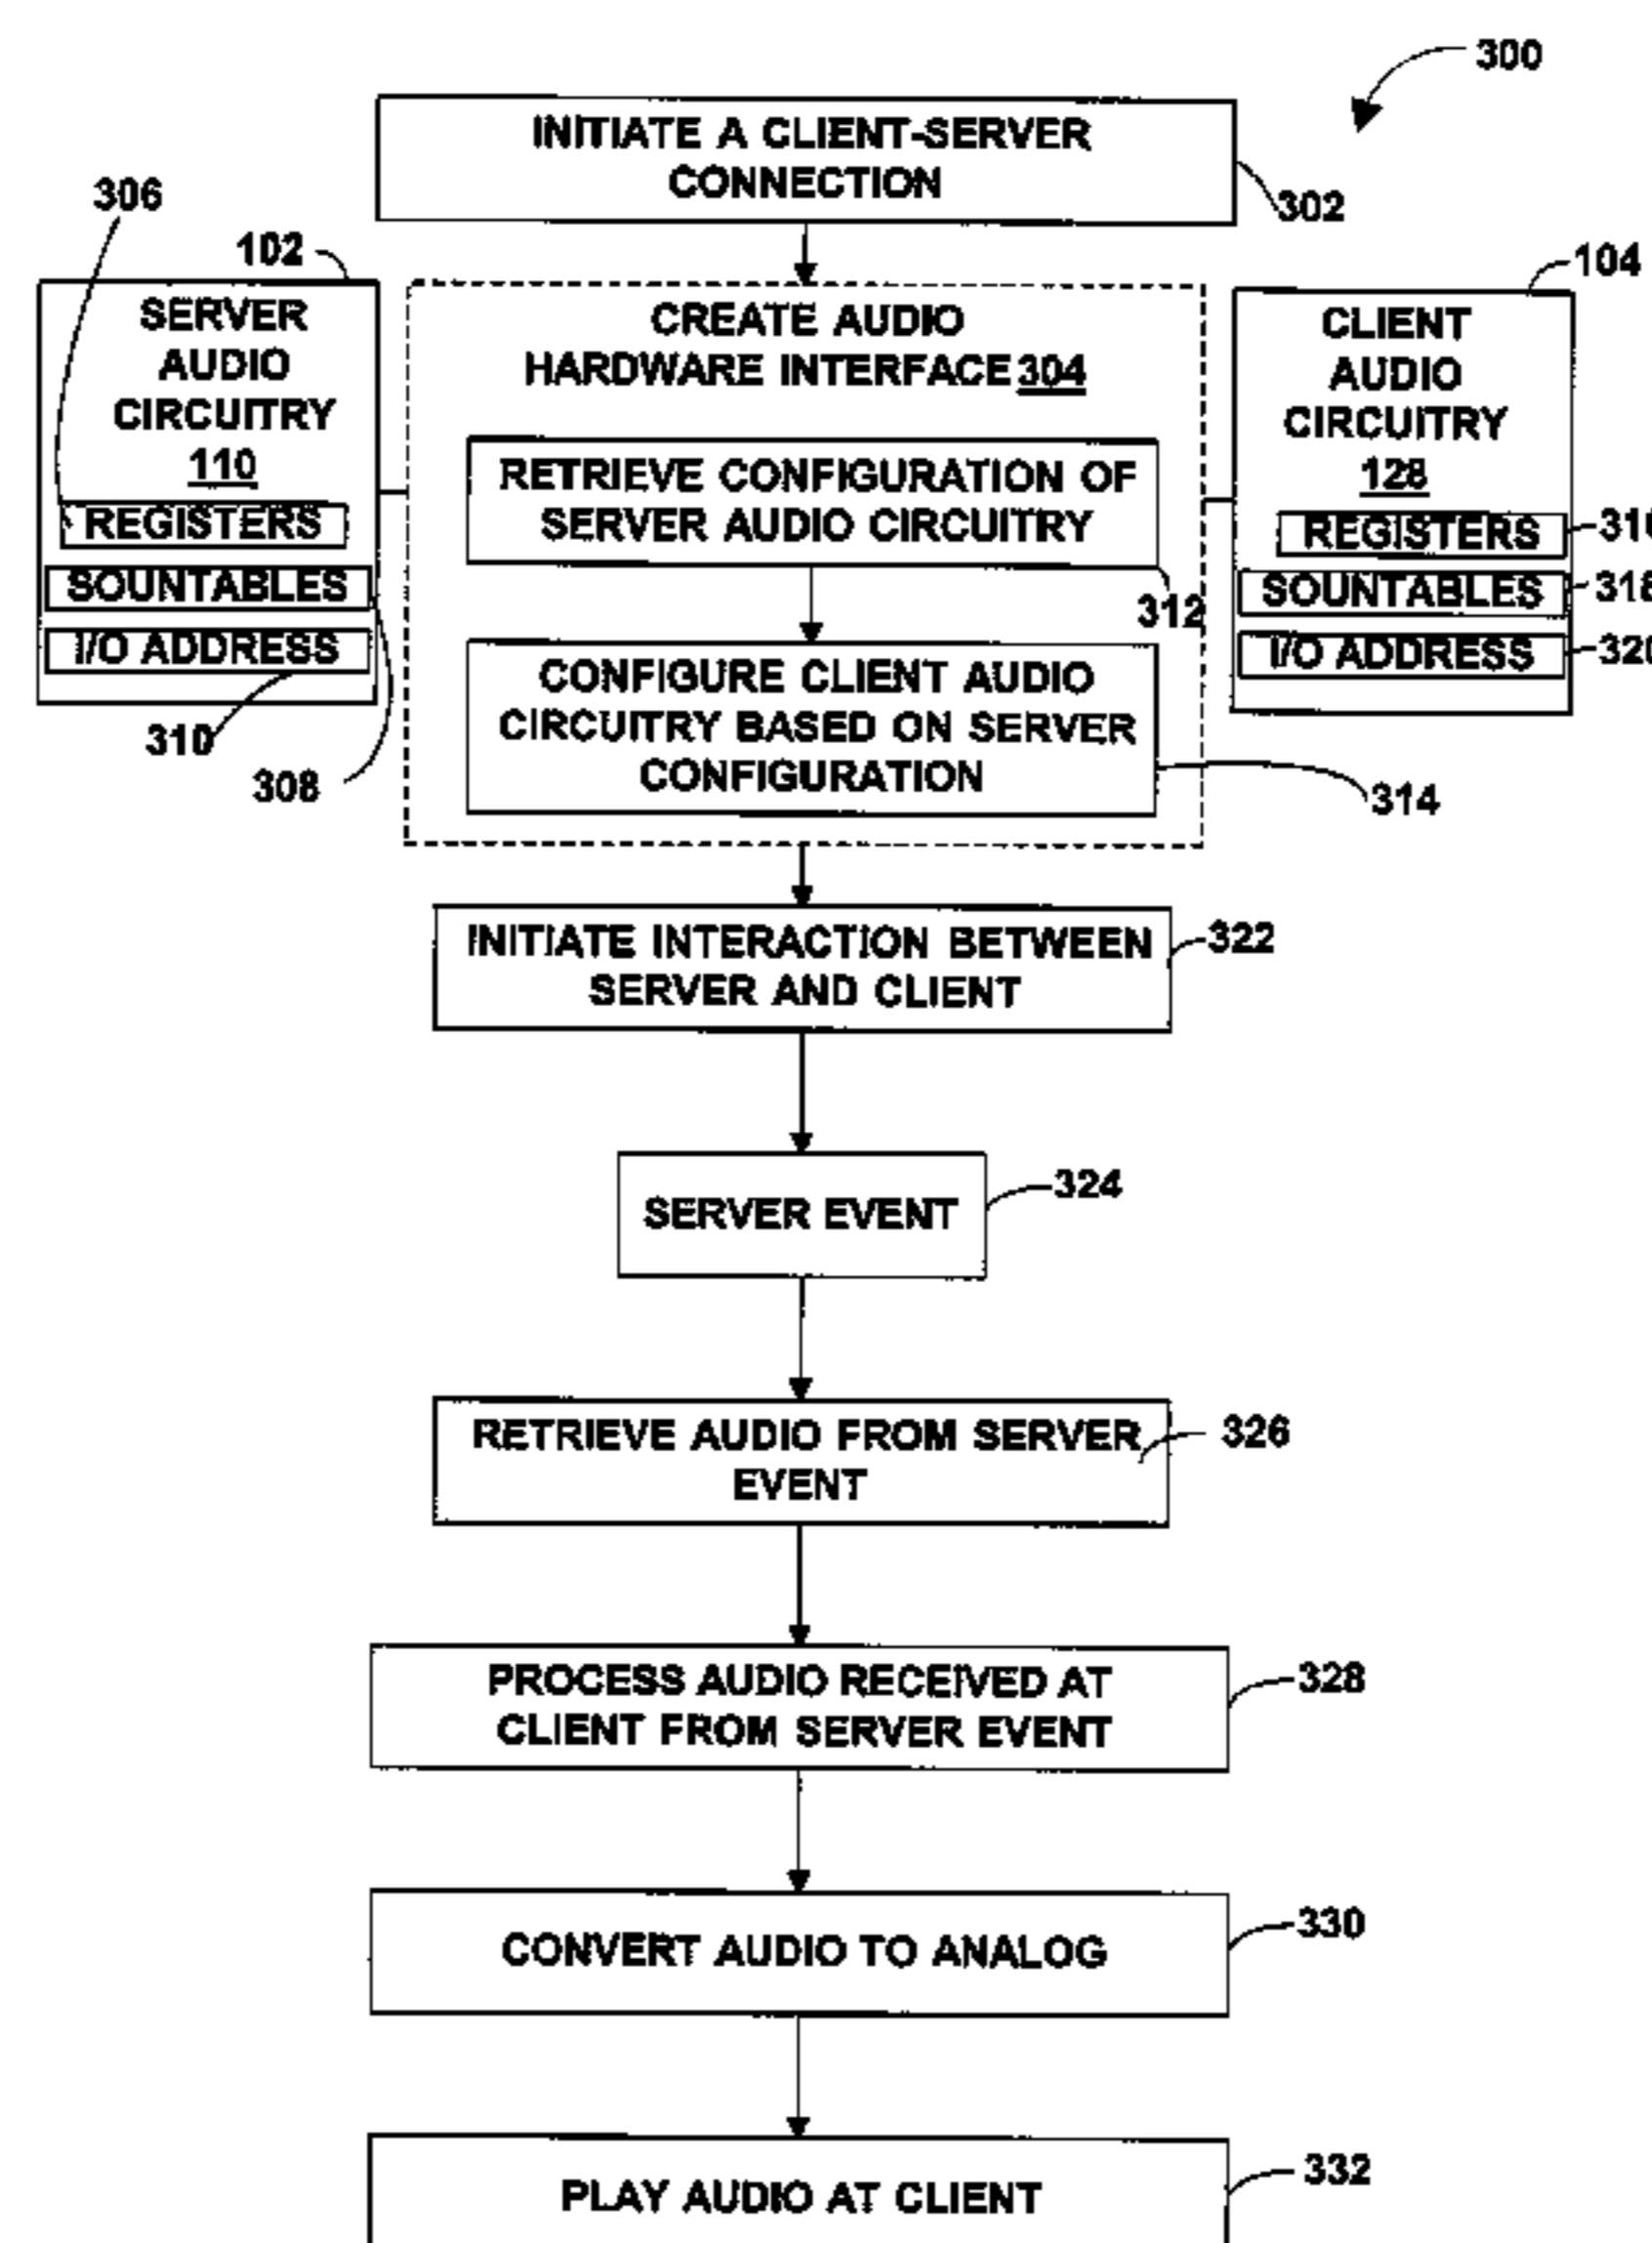 300
INITIATE A CLIENT-SERVER
CONNECTION
302
306
102
104
SERVER
AUDIO
CIRCUITRY
110
REGISTERS
SOUNTABLES
I/O ADDRESS
310
308
CREATE AUDIO
HARDWARE INTERFACE 304
RETRIEVE CONFIGURATION OF
SERVER AUDIO CIRCUITRY
312
CONFIGURE CLIENT AUDIO
CIRCUITRY BASED ON SERVER
CONFIGURATION
314
CLIENT
AUDIO
CIRCUITRY
128
REGISTERS
SOUNTABLES
318
I/O ADDRESS
INITIATE INTERACTION BETWEEN
SERVER AND CLIENT
322
SERVER EVENT
324
RETRIEVE AUDIO FROM SERVER
EVENT
326
PROCESS AUDIO RECEIVED AT
CLIENT FROM SERVER EVENT
328
CONVERT AUDIO TO ANALOG
330
PLAY AUDIO AT CLIENT
332